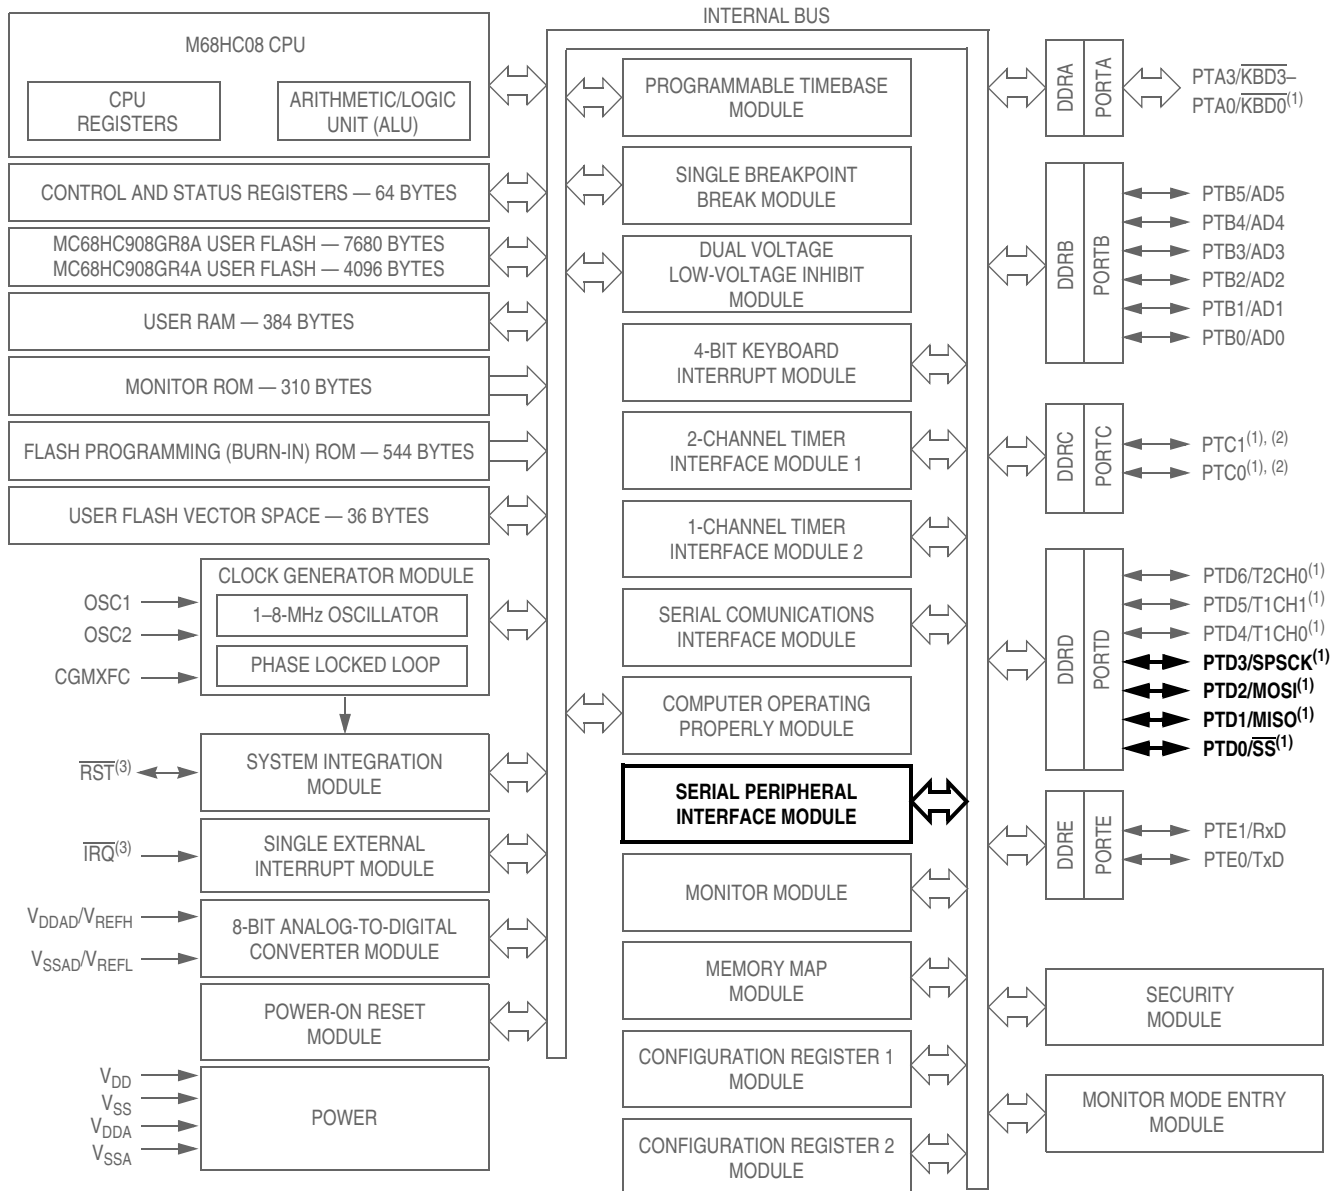 INTERNAL BUS
M68HC08 CPU
CPU
REGISTERS
ARITHMETIC/LOGIC
UNIT (ALU)
CONTROL AND STATUS REGISTERS — 64 BYTES
MC68HC908GR8A USER FLASH — 7680 BYTES
MC68HC908GR4A USER FLASH — 4096 BYTES
USER RAM — 384 BYTES
MONITOR ROM — 310 BYTES
FLASH PROGRAMMING (BURN-IN) ROM — 544 BYTES
USER FLASH VECTOR SPACE — 36 BYTES
OSC1
OSC2
CGMXFC
CLOCK GENERATOR MODULE
1–8-MHz OSCILLATOR
PHASE LOCKED LOOP
RST(3)
SYSTEM INTEGRATION
MODULE
IRQ(3)
SINGLE EXTERNAL
INTERRUPT MODULE
VDDAD/VREFH
VSSAD/VREFL
8-BIT ANALOG-TO-DIGITAL
CONVERTER MODULE
POWER-ON RESET
MODULE
VDD
VSS
VDDA
VSSA
POWER
PROGRAMMABLE TIMEBASE
MODULE
SINGLE BREAKPOINT
BREAK MODULE
DUAL VOLTAGE
LOW-VOLTAGE INHIBIT
MODULE
4-BIT KEYBOARD
INTERRUPT MODULE
2-CHANNEL TIMER
INTERFACE MODULE 1
1-CHANNEL TIMER
INTERFACE MODULE 2
SERIAL COMUNICATIONS
INTERFACE MODULE
COMPUTER OPERATING
PROPERLY MODULE
SERIAL PERIPHERAL
INTERFACE MODULE
MONITOR MODULE
MEMORY MAP
MODULE
CONFIGURATION REGISTER 1
MODULE
CONFIGURATION REGISTER 2
MODULE
DDRA
PORTA
PTA3/KBD3–
PTA0/KBD0(1)
DDRB
PORTB
PTB5/AD5
PTB4/AD4
PTB3/AD3
PTB2/AD2
PTB1/AD1
PTB0/AD0
DDRC
PORTC
PTC1(1), (2)
PTC0(1), (2)
DDRD
PORTD
PTD6/T2CH0(1)
PTD5/T1CH1(1)
PTD4/T1CH0(1)
PTD3/SPSCK(1)
PTD2/MOSI(1)
PTD1/MISO(1)
PTD0/SS(1)
DDRE
PORTE
PTE1/RxD
PTE0/TxD
SECURITY
MODULE
MONITOR MODE ENTRY
MODULE